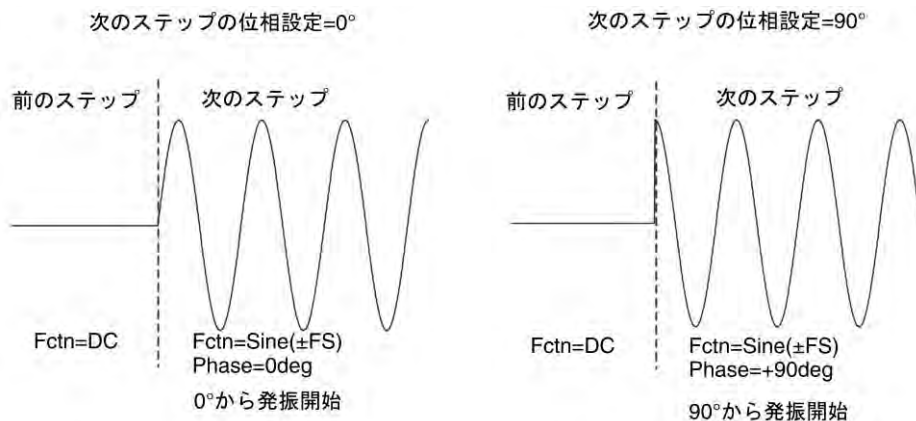 次のステップの位相設定=0°
前のステップ
次のステップ
Fctn=DC
Fctn=Sine(±FS)
Phase=0deg
0°から発振開始
次のステップの位相設定=90°
前のステップ
次のステップ
Fctn=DC
Fctn=Sine(±FS)
Phase=+90deg
90°から発振開始